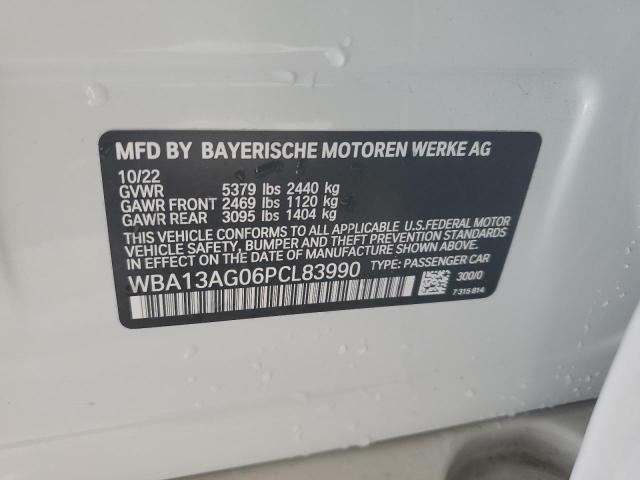 MFD BY BAYERISCHE MOTOREN WERKE AG
10/22
GVWR 5379 lbs 2440 kg
GAWR FRONT 2469 lbs 1120 kg
GAWR REAR 3095 lbs 1404 kg
THIS VEHICLE CONFORMS TO ALL APPLICABLE U.S.FEDERAL MOTOR
VEHICLE SAFETY, BUMPER AND THEFT PREVENTION STANDARDS
IN EFFECT ON THE DATE OF MANUFACTURE SHOWN ABOVE.
WBA13AG06PCL83990 TYPE: PASSENGER CAR
300/0
7 315 814